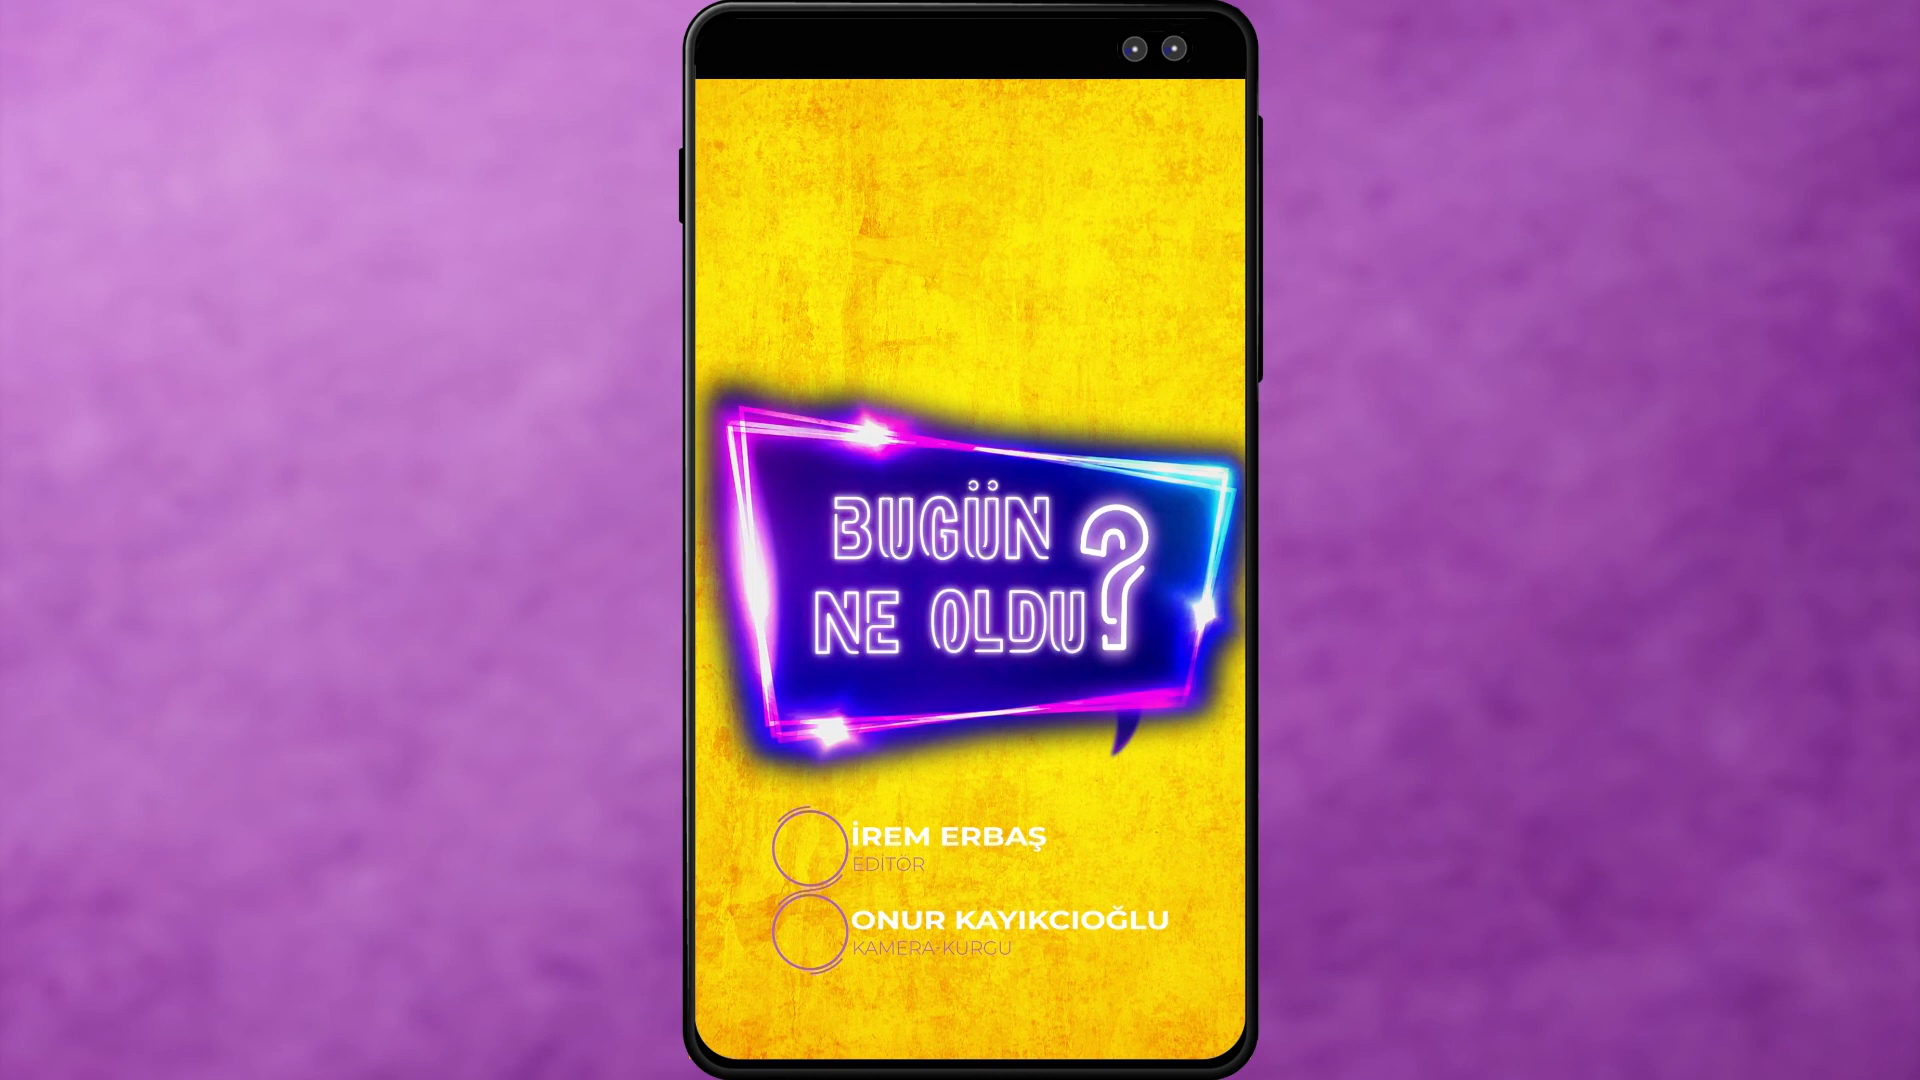 BUGÜN
NE OLDU?
İREM ERBAŞ
EDİTÖR
ONUR KAYIKCIOĞLU
KAMERA-KURGU